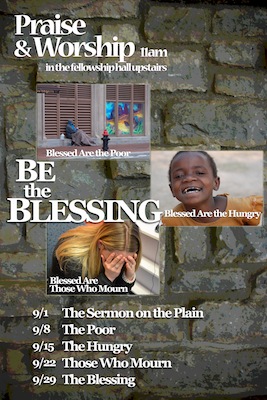 Praise
& Worship 11am
in the fellowship hall upstairs
Blessed Are the Poor
BE
the
BLESSING
Blessed Are the Hungry
Blessed Are
Those Who Mourn
9/1 The Sermon on the Plain
9/8 The Poor
9/15 The Hungry
9/22 Those Who Mourn
9/29 The Blessing